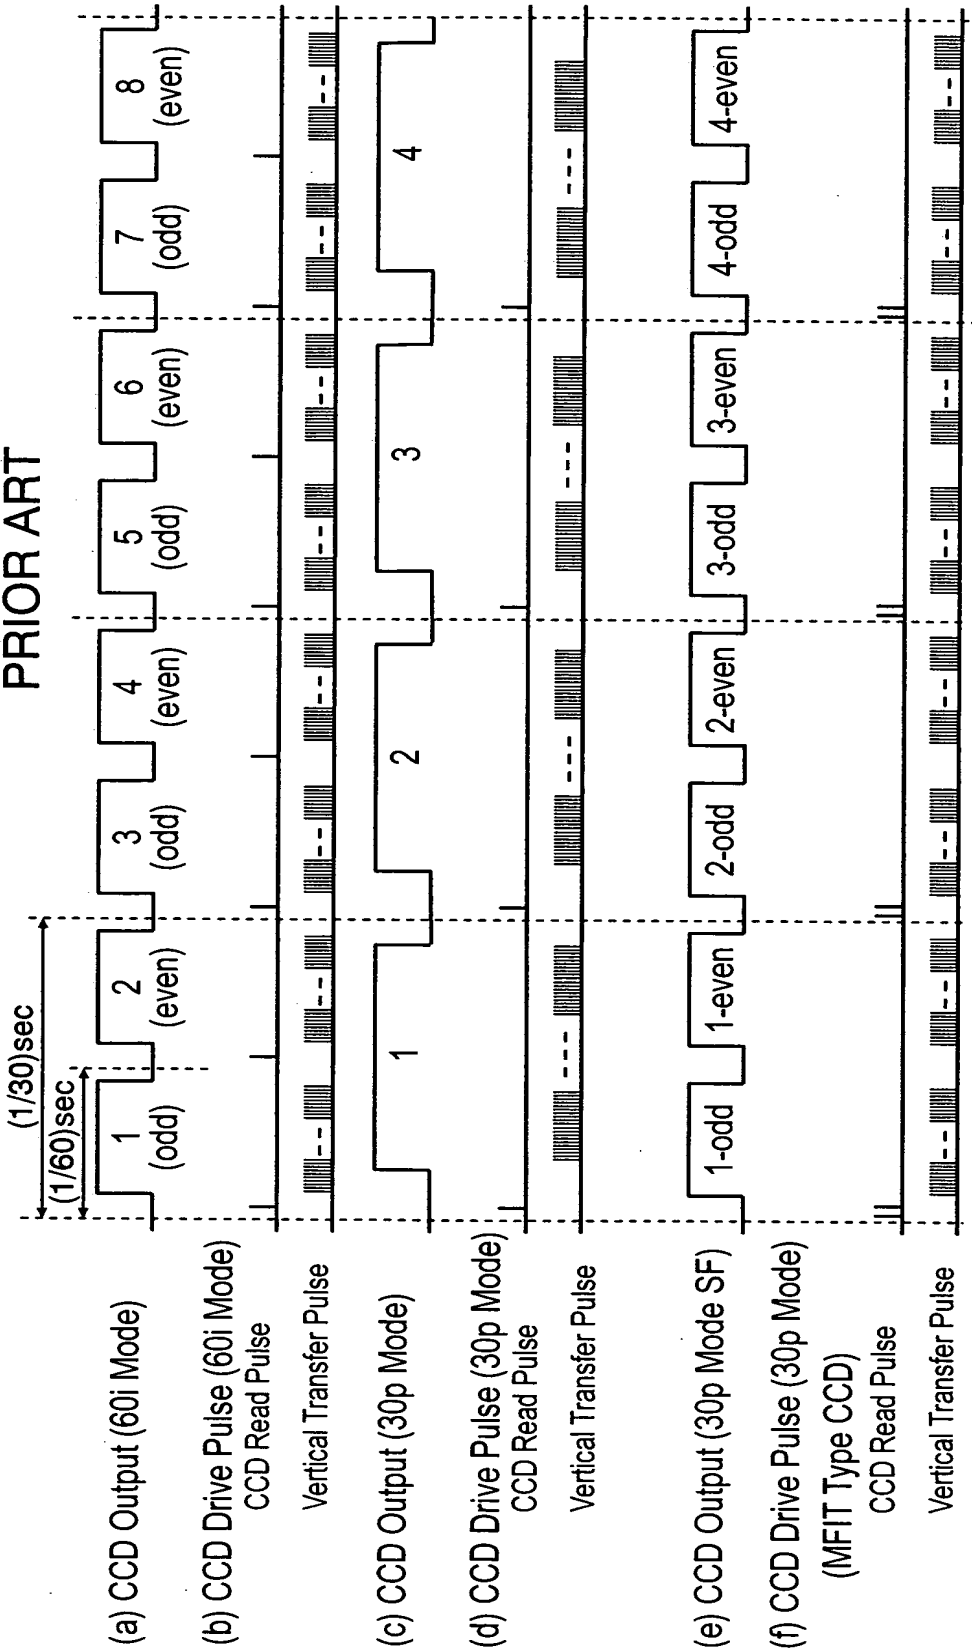 PRIOR ART
(1/30)sec
(1/60)sec
(a) CCD Output (60i Mode)
1 2 3 4 5 6 7 8
(odd) (even) (odd) (even) (odd) (even) (odd) (even)
(b) CCD Drive Pulse (60i Mode)
CCD Read Pulse
Vertical Transfer Pulse
(c) CCD Output (30p Mode)
1 2 3 4
(d) CCD Drive Pulse (30p Mode)
CCD Read Pulse
Vertical Transfer Pulse
(e) CCD Output (30p Mode SF)
1-odd 1-even 2-odd 2-even 3-odd 3-even 4-odd 4-even
(f) CCD Drive Pulse (30p Mode)
(MFIT Type CCD)
CCD Read Pulse
Vertical Transfer Pulse